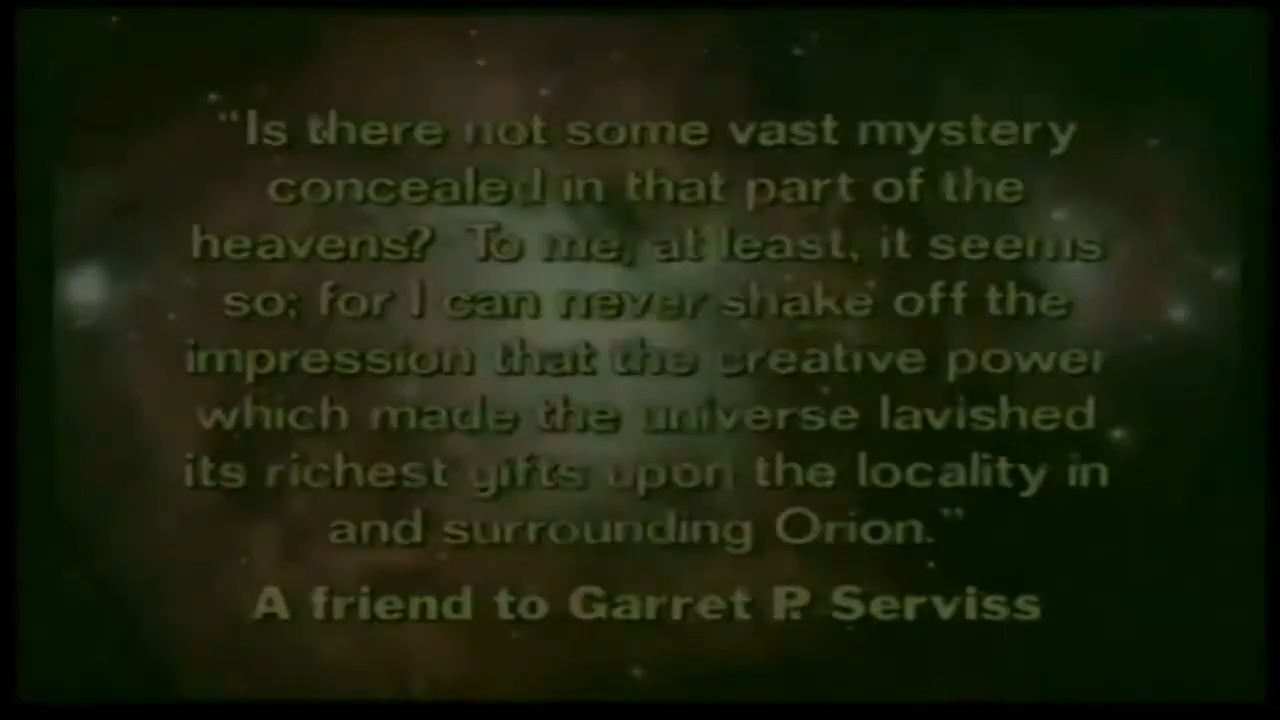 "Is there not some vast mystery
concealed in that part of the
heavens? To me, at least, it seems
so; for I can never shake off the
impression that the creative power
which made the universe lavished
its richest gifts upon the locality in
and surrounding Orion."
A friend to Garret P. Serviss